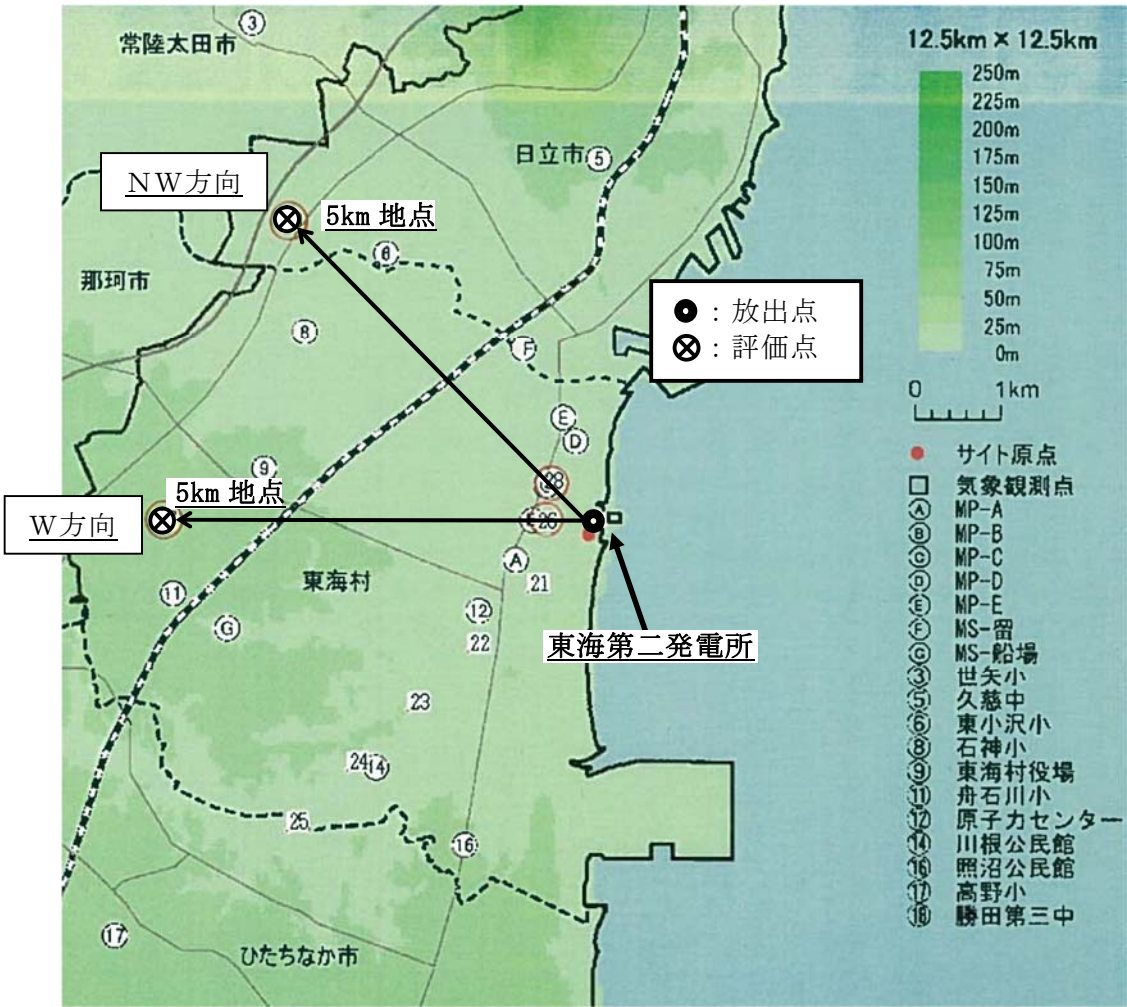 常陸太田市
③
日立市
⑤
NW方向
5km 地点
⑥
那珂市
⑧
F
E
D
28
⑨
5km 地点
W方向
26
A
21
東海村
⑪
⑫
G
22
東海第二発電所
23
24
⑭
25
⑯
⑰
ひたちなか市
：放出点
：評価点
12.5km × 12.5km
250m
225m
200m
175m
150m
125m
100m
75m
50m
25m
0m
0 1km
サイト原点
気象観測点
Ⓐ MP-A
Ⓑ MP-B
Ⓒ MP-C
Ⓓ MP-D
Ⓔ MP-E
Ⓕ MS-留
Ⓖ MS-船場
③ 世矢小
⑤ 久慈中
⑥ 東小沢小
⑧ 石神小
⑨ 東海村役場
⑪ 舟石川小
⑫ 原子力センター
⑭ 川根公民館
⑯ 照沼公民館
⑰ 高野小
⑱ 勝田第三中